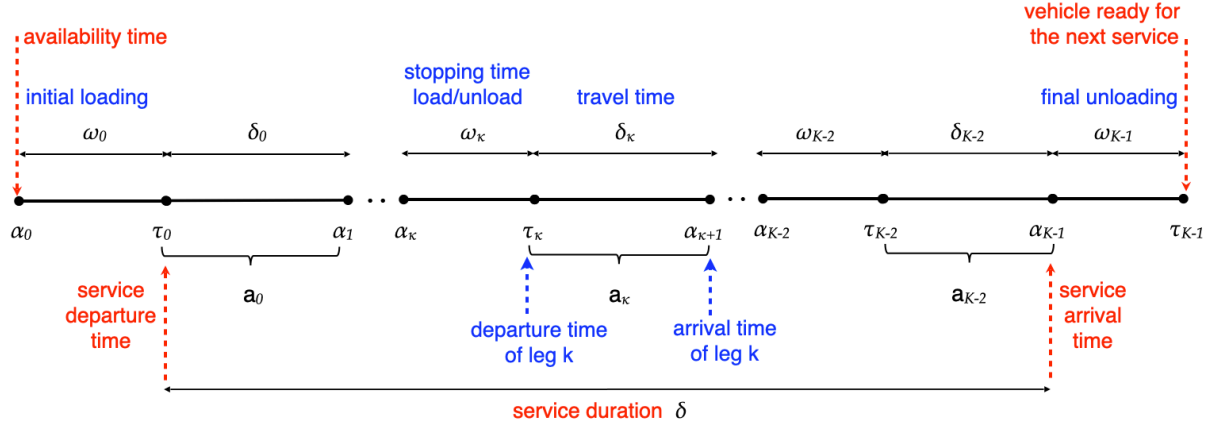 availability time
vehicle ready for
the next service
initial loading
stopping time
load/unload
travel time
final unloading
ω₀
δ₀
ωκ
δκ
ωK-2
δK-2
ωK-1
α₀
τ₀
α₁
ακ
τκ
ακ+1
αK-2
τK-2
αK-1
τK-1
a₀
aκ
aK-2
service
departure
time
departure time
of leg k
arrival time
of leg k
service
arrival
time
service duration δ